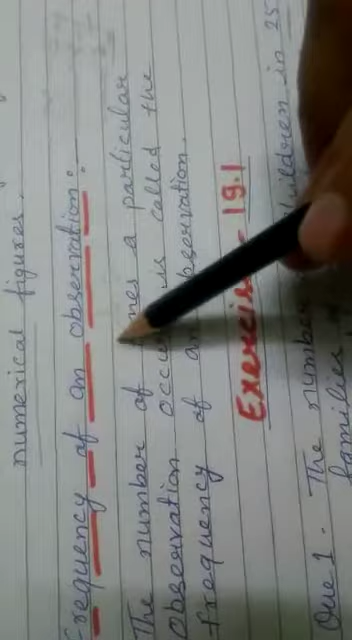 numerical figures.
Frequency of an observation:
The number of a particular
Observation is called the
frequency of observation.
Exercise - 19.1
Que 1. The number children in 25
families